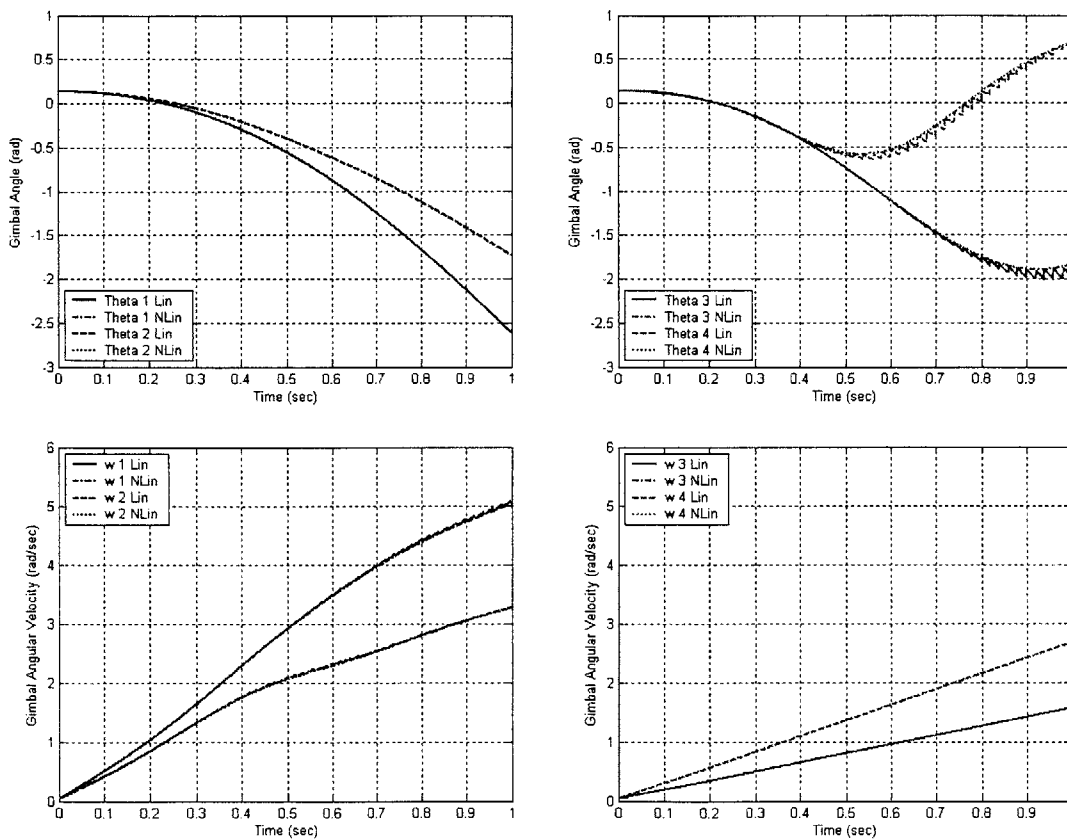 1
0.5
0
-0.5
-1
-1.5
-2
-2.5
-3
Gimbal Angle (rad)
Theta 1 Lin
Theta 1 NLin
Theta 2 Lin
Theta 2 NLin
0 0.1 0.2 0.3 0.4 0.5 0.6 0.7 0.8 0.9 1
Time (sec)
1
0.5
0
-0.5
-1
-1.5
-2
-2.5
-3
Gimbal Angle (rad)
Theta 3 Lin
Theta 3 NLin
Theta 4 Lin
Theta 4 NLin
0 0.1 0.2 0.3 0.4 0.5 0.6 0.7 0.8 0.9
Time (sec)
6
5
4
3
2
1
0
Gimbal Angular Velocity (rad/sec)
w 1 Lin
w 1 NLin
w 2 Lin
w 2 NLin
0 0.1 0.2 0.3 0.4 0.5 0.6 0.7 0.8 0.9 1
Time (sec)
6
5
4
3
2
1
0
Gimbal Angular Velocity (rad/sec)
w 3 Lin
w 3 NLin
w 4 Lin
w 4 NLin
0 0.1 0.2 0.3 0.4 0.5 0.6 0.7 0.8 0.9
Time (sec)